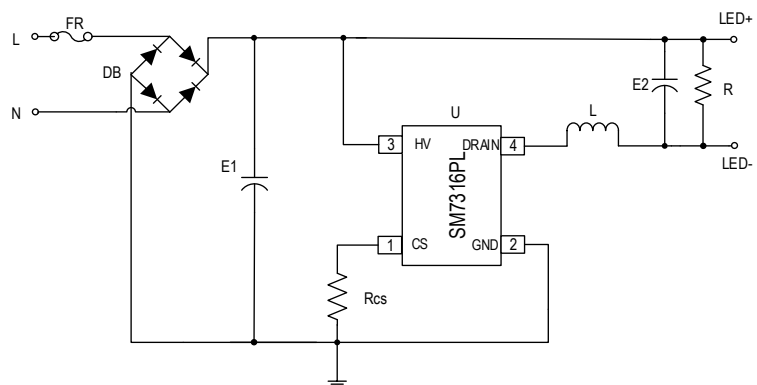 LED+
FR
L
DB
E2
R
N
U
L
3
HV
DRAIN
4
LED-
SM7316PL
E1
1
CS
GND
2
Rcs